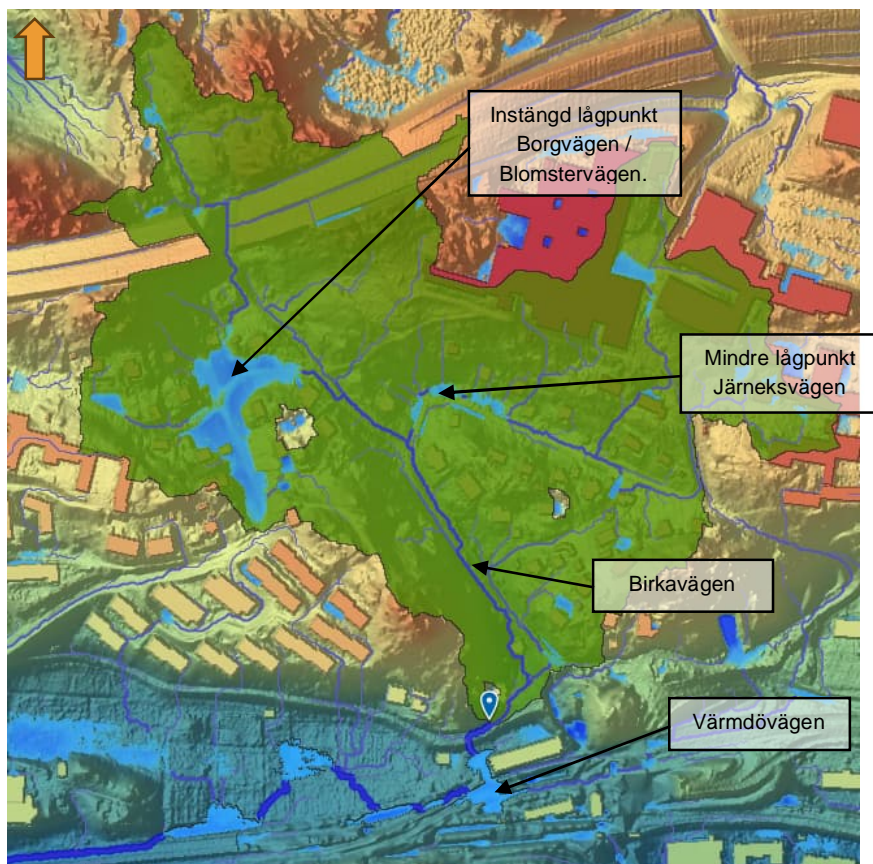 Instängd lågpunkt
Borgvägen /
Blomstervägen.
Mindre lågpunkt
Järneksvägen
Birkavägen
Värmdövägen